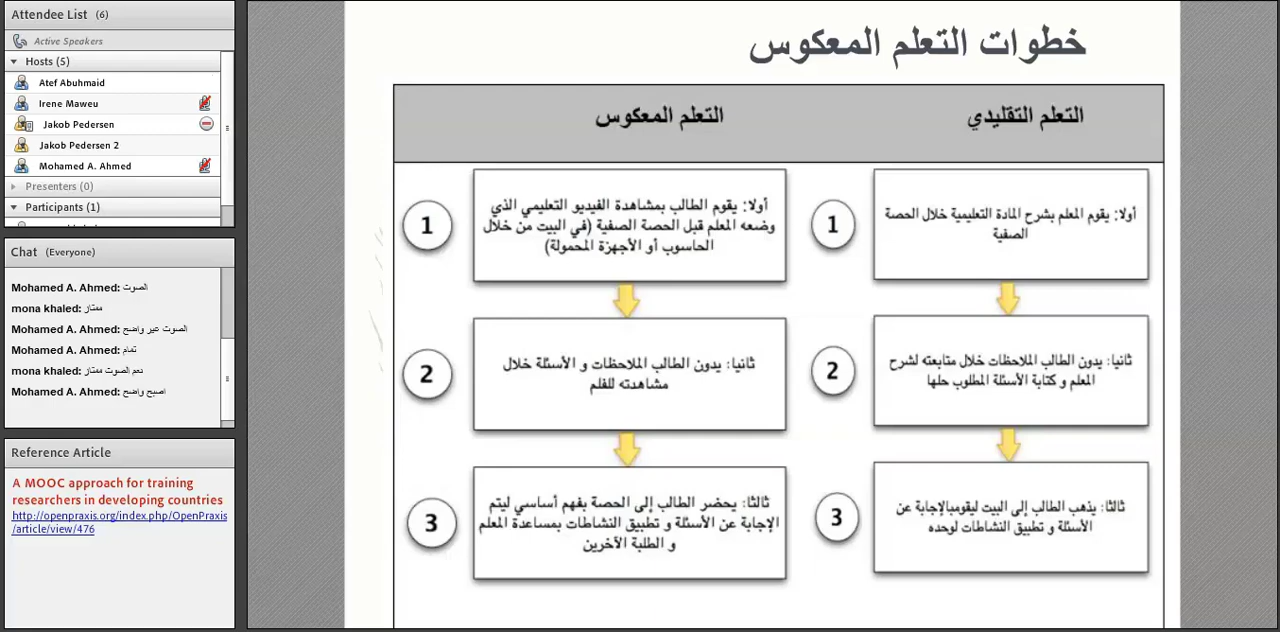 Attendee List (6)
Active Speakers
Hosts (5)
Atef Abuhmaid
Irene Maweu
Jakob Pedersen
Jakob Pedersen 2
Mohamed A. Ahmed
Presenters (0)
Participants (1)
Chat (Everyone)
Mohamed A. Ahmed: الصوت
mona khaled: ممتاز
Mohamed A. Ahmed: الصوت غير واضح
Mohamed A. Ahmed: تمام
mona khaled: نعم الصوت ممتاز
Mohamed A. Ahmed: اصبح واضح
Reference Article
A MOOC approach for training
researchers in developing countries
http://openpraxis.org/index.php/OpenPraxis
/article/view/476
خطوات التعلم المعكوس
التعلم التقليدي
1
أولا: يقوم المعلم بشرح المادة التعليمية خلال الحصة
الصفية
2
ثانيا: يدون الطالب الملاحظات خلال متابعته لشرح
المعلم و كتابة الأسئلة المطلوب حلها
3
ثالثا: يذهب الطالب إلى البيت ليقومبالإجابة عن
الأسئلة و تطبيق النشاطات لوحده
التعلم المعكوس
1
أولا: يقوم الطالب بمشاهدة الفيديو التعليمي الذي
وضعه المعلم قبل الحصة الصفية (في البيت من خلال
الحاسوب أو الأجهزة المحمولة)
2
ثانيا: يدون الطالب الملاحظات و الأسئلة خلال
مشاهدته للفلم
3
ثالثا: يحضر الطالب إلى الحصة بفهم أساسي ليتم
الإجابة عن الأسئلة و تطبيق النشاطات بمساعدة المعلم
و الطلبة الآخرين